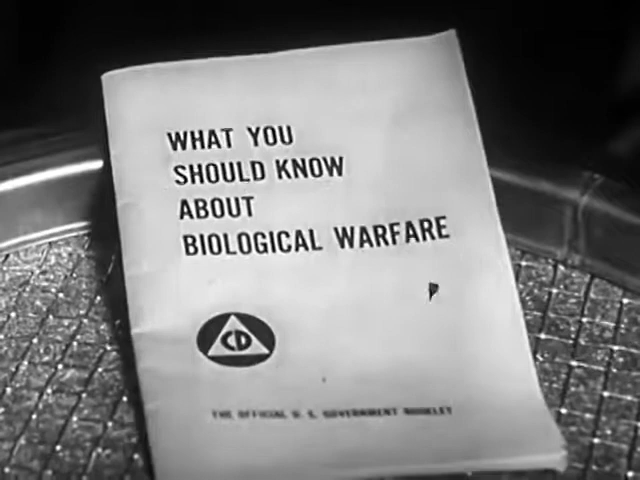 WHAT YOU
SHOULD KNOW
ABOUT
BIOLOGICAL WARFARE
CD
THE OFFICIAL U. S. GOVERNMENT BOOKLET